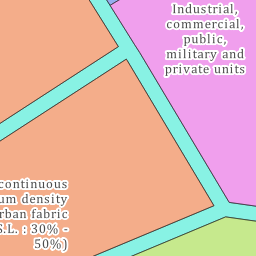 Industrial,
commercial,
public,
military and
private units
continuous
um density
rban fabric
S.L. : 30% -
50%)